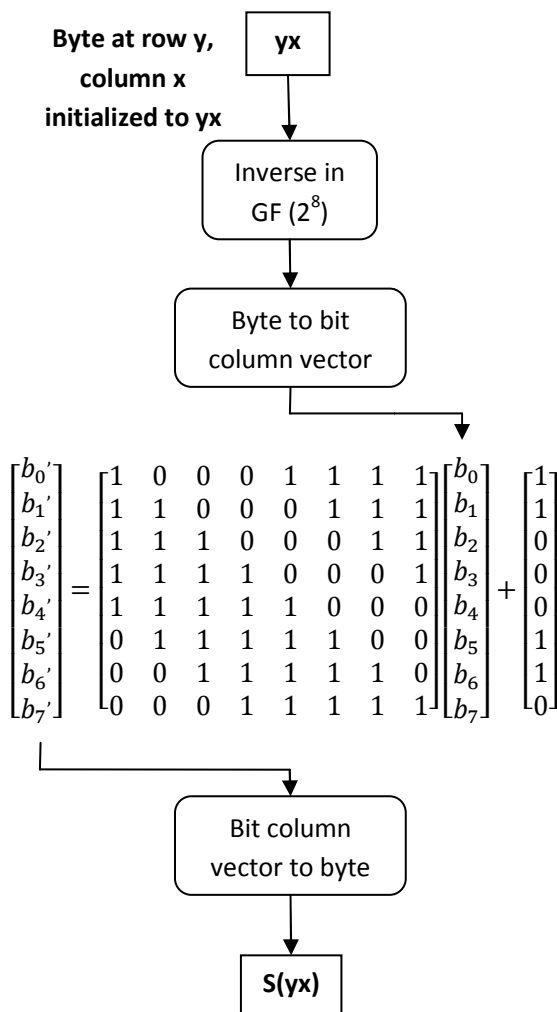 Byte at row y,
column x
initialized to yx
yx
Inverse in
GF (2⁸)
Byte to bit
column vector
[b₀’] = [1 0 0 0 1 1 1 1] [b₀] + [1]
[b₁’] [1 1 0 0 0 1 1 1] [b₁] [1]
[b₂’] [1 1 1 0 0 0 1 1] [b₂] [0]
[b₃’] [1 1 1 1 0 0 0 1] [b₃] [0]
[b₄’] [1 1 1 1 1 0 0 0] [b₄] [0]
[b₅’] [0 1 1 1 1 1 0 0] [b₅] [1]
[b₆’] [0 0 1 1 1 1 1 0] [b₆] [1]
[b₇’] [0 0 0 1 1 1 1 1] [b₇] [0]
Bit column
vector to byte
S(yx)